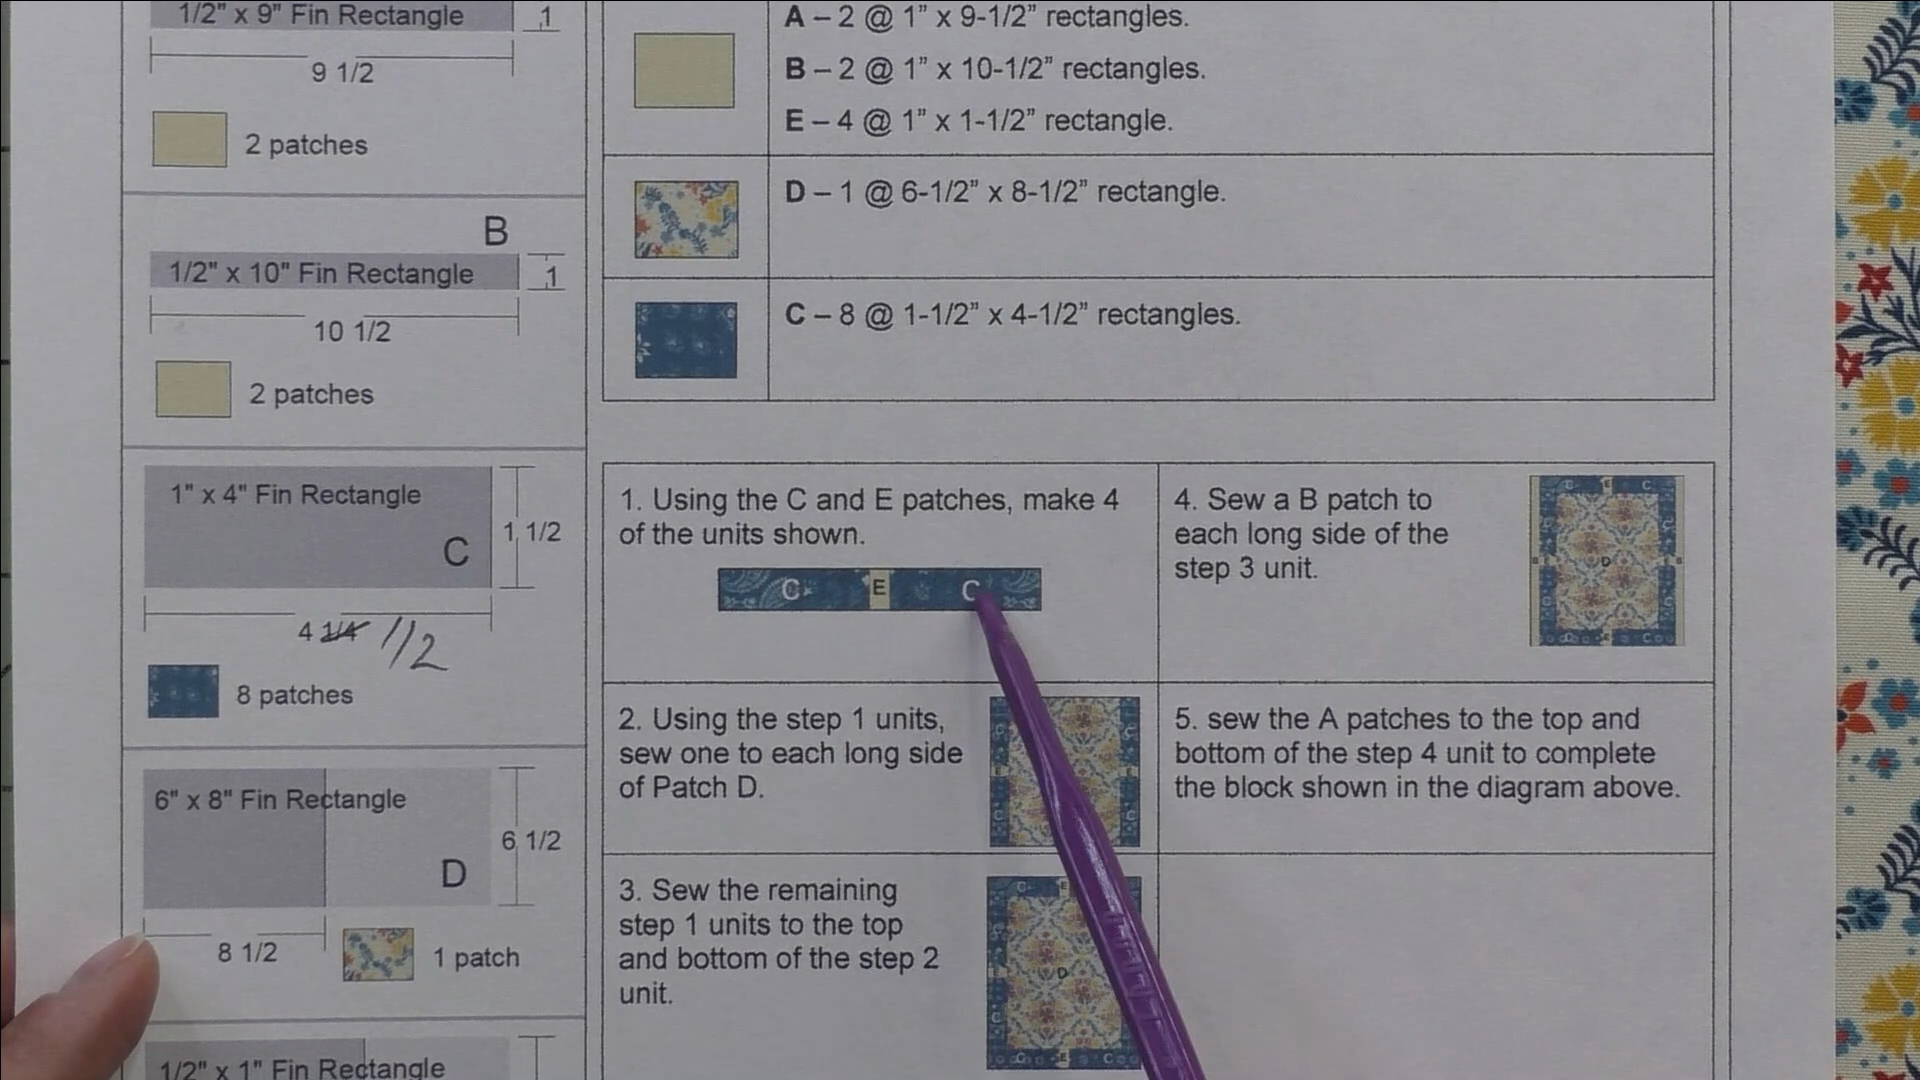 1/2" x 9" Fin Rectangle
1
9 1/2
2 patches
B
1/2" x 10" Fin Rectangle
1
10 1/2
2 patches
1" x 4" Fin Rectangle
C
1 1/2
4 1/4 1/2
8 patches
6" x 8" Fin Rectangle
D
6 1/2
8 1/2
1 patch
1/2" x 1" Fin Rectangle
A – 2 @ 1” x 9-1/2” rectangles.
B – 2 @ 1” x 10-1/2” rectangles.
E – 4 @ 1” x 1-1/2” rectangle.
D – 1 @ 6-1/2” x 8-1/2” rectangle.
C – 8 @ 1-1/2” x 4-1/2” rectangles.
1. Using the C and E patches, make 4
of the units shown.
C E C
2. Using the step 1 units,
sew one to each long side
of Patch D.
3. Sew the remaining
step 1 units to the top
and bottom of the step 2
unit.
4. Sew a B patch to
each long side of the
step 3 unit.
5. sew the A patches to the top and
bottom of the step 4 unit to complete
the block shown in the diagram above.